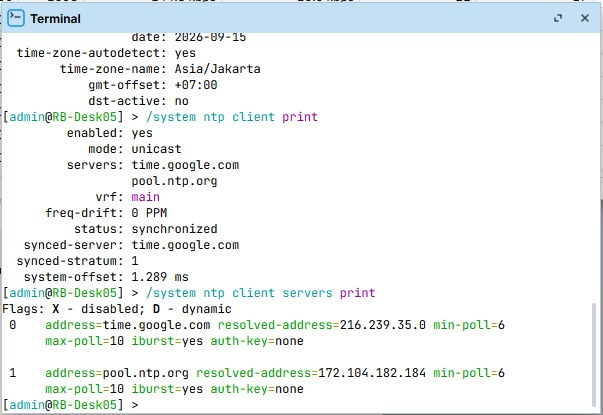 Terminal
date: 2026-09-15
time-zone-autodetect: yes
time-zone-name: Asia/Jakarta
gmt-offset: +07:00
dst-active: no
[admin@RB-Desk05] > /system ntp client print
enabled: yes
mode: unicast
servers: time.google.com
pool.ntp.org
vrf: main
freq-drift: 0 PPM
status: synchronized
synced-server: time.google.com
synced-stratum: 1
system-offset: 1.289 ms
[admin@RB-Desk05] > /system ntp client servers print
Flags: X - disabled; D - dynamic
0 address=time.google.com resolved-address=216.239.35.0 min-poll=6
max-poll=10 iburst=yes auth-key=none
1 address=pool.ntp.org resolved-address=172.104.182.184 min-poll=6
max-poll=10 iburst=yes auth-key=none
[admin@RB-Desk05] >